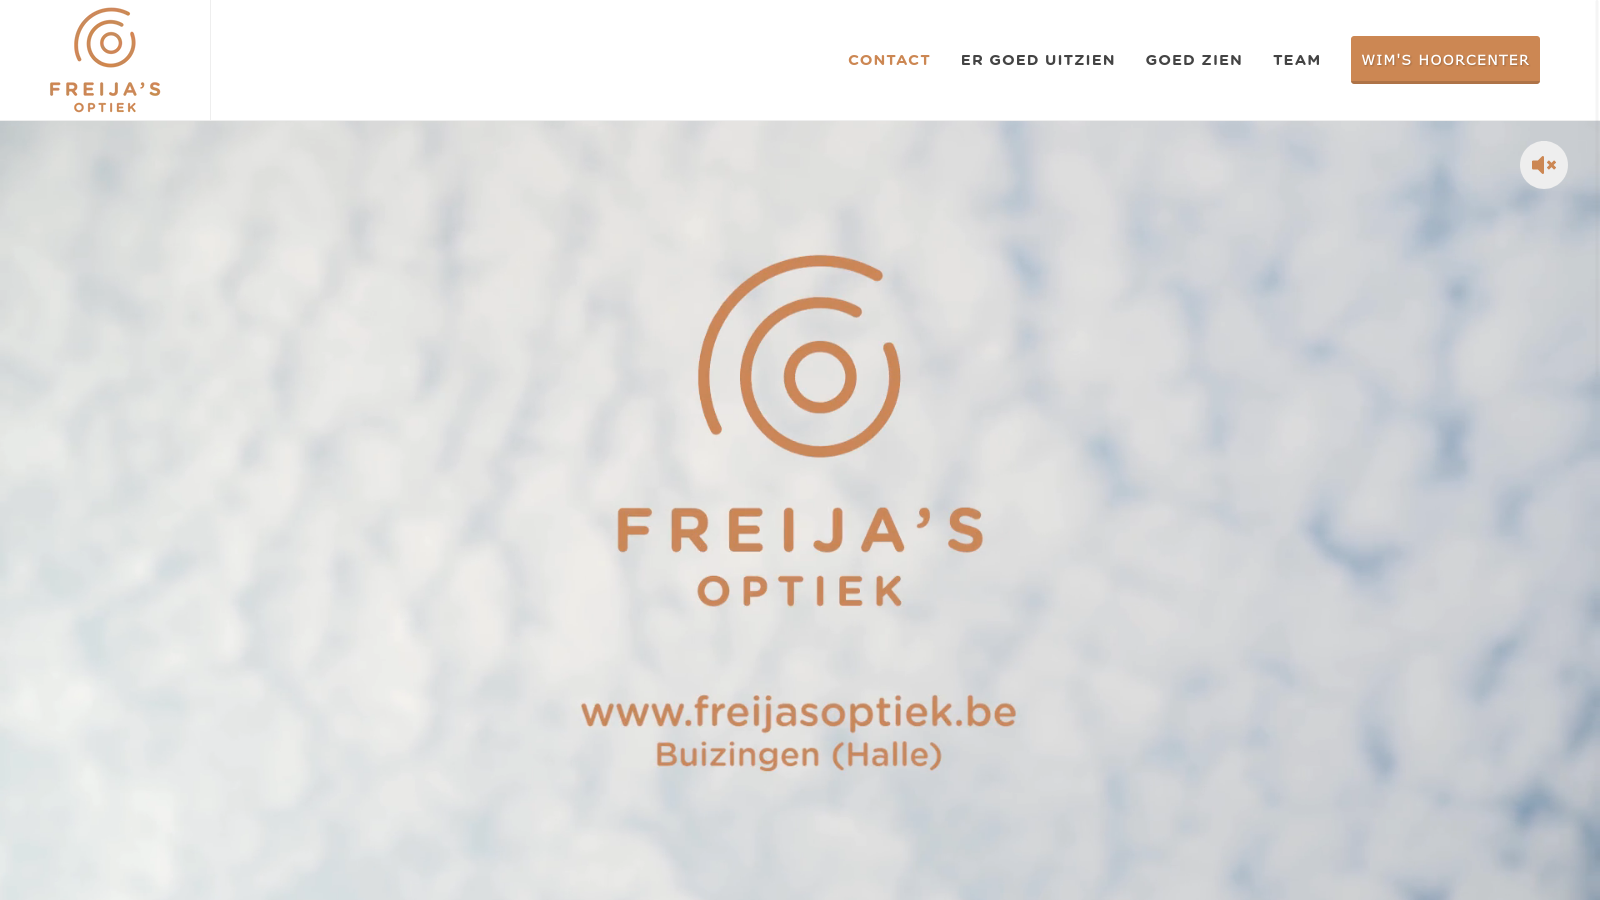 FREIJA'S
OPTIEK
CONTACT
ER GOED UITZIEN
GOED ZIEN
TEAM
WIM'S HOORCENTER
FREIJA'S
OPTIEK
www.freijasoptiek.be
Buizingen (Halle)